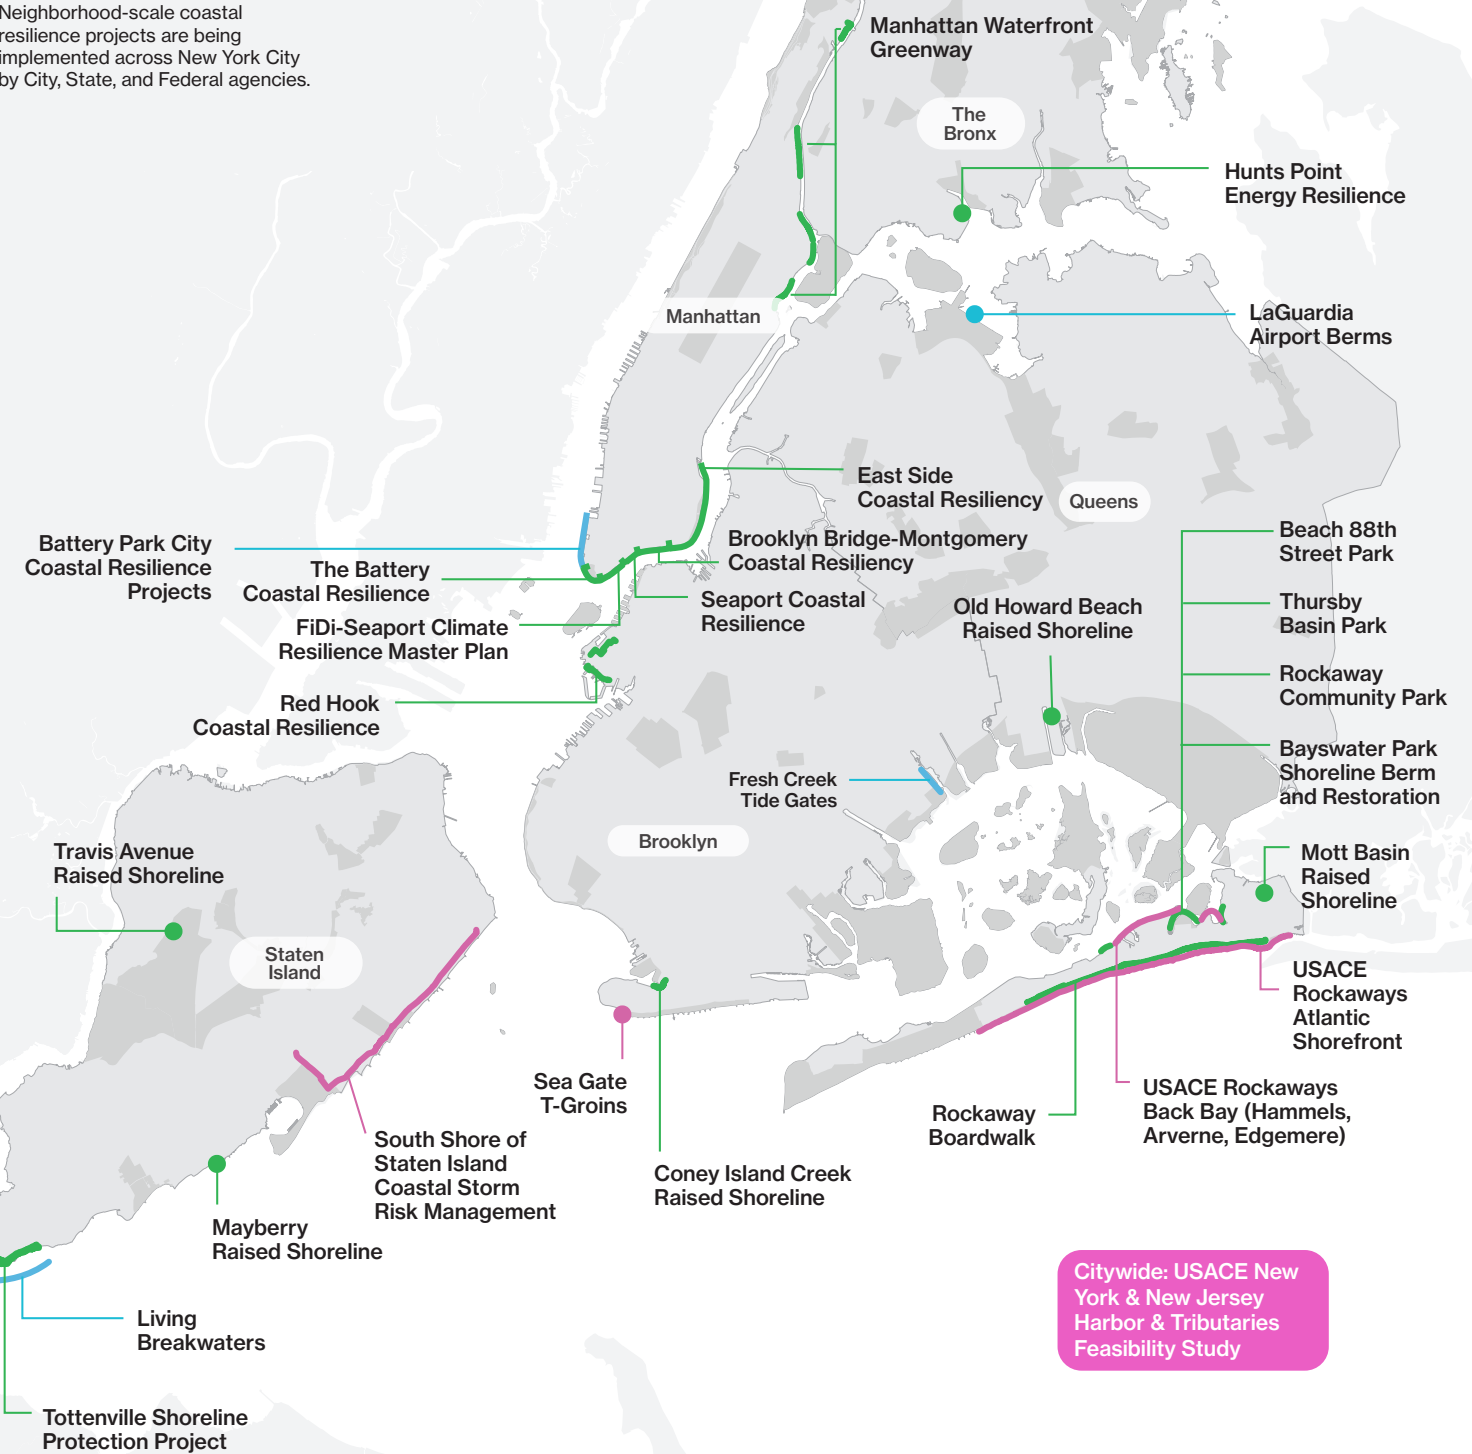 Neighborhood-scale coastal
resilience projects are being
implemented across New York City
by City, State, and Federal agencies.
Manhattan Waterfront
Greenway
The
Bronx
Hunts Point
Energy Resilience
Manhattan
LaGuardia
Airport Berms
East Side
Coastal Resiliency
Queens
Battery Park City
Coastal Resilience
Projects
The Battery
Coastal Resilience
Brooklyn Bridge-Montgomery
Coastal Resiliency
Beach 88th
Street Park
FiDi-Seaport Climate
Resilience Master Plan
Seaport Coastal
Resilience
Old Howard Beach
Raised Shoreline
Thursby
Basin Park
Red Hook
Coastal Resilience
Rockaway
Community Park
Fresh Creek
Tide Gates
Bayswater Park
Shoreline Berm
and Restoration
Brooklyn
Travis Avenue
Raised Shoreline
Mott Basin
Raised
Shoreline
Staten
Island
USACE
Rockaways
Atlantic
Shorefront
Sea Gate
T-Groins
USACE Rockaways
Back Bay (Hammels,
Arverne, Edgemere)
Rockaway
Boardwalk
South Shore of
Staten Island
Coastal Storm
Risk Management
Coney Island Creek
Raised Shoreline
Mayberry
Raised Shoreline
Citywide: USACE New
York & New Jersey
Harbor & Tributaries
Feasibility Study
Living
Breakwaters
Tottenville Shoreline
Protection Project